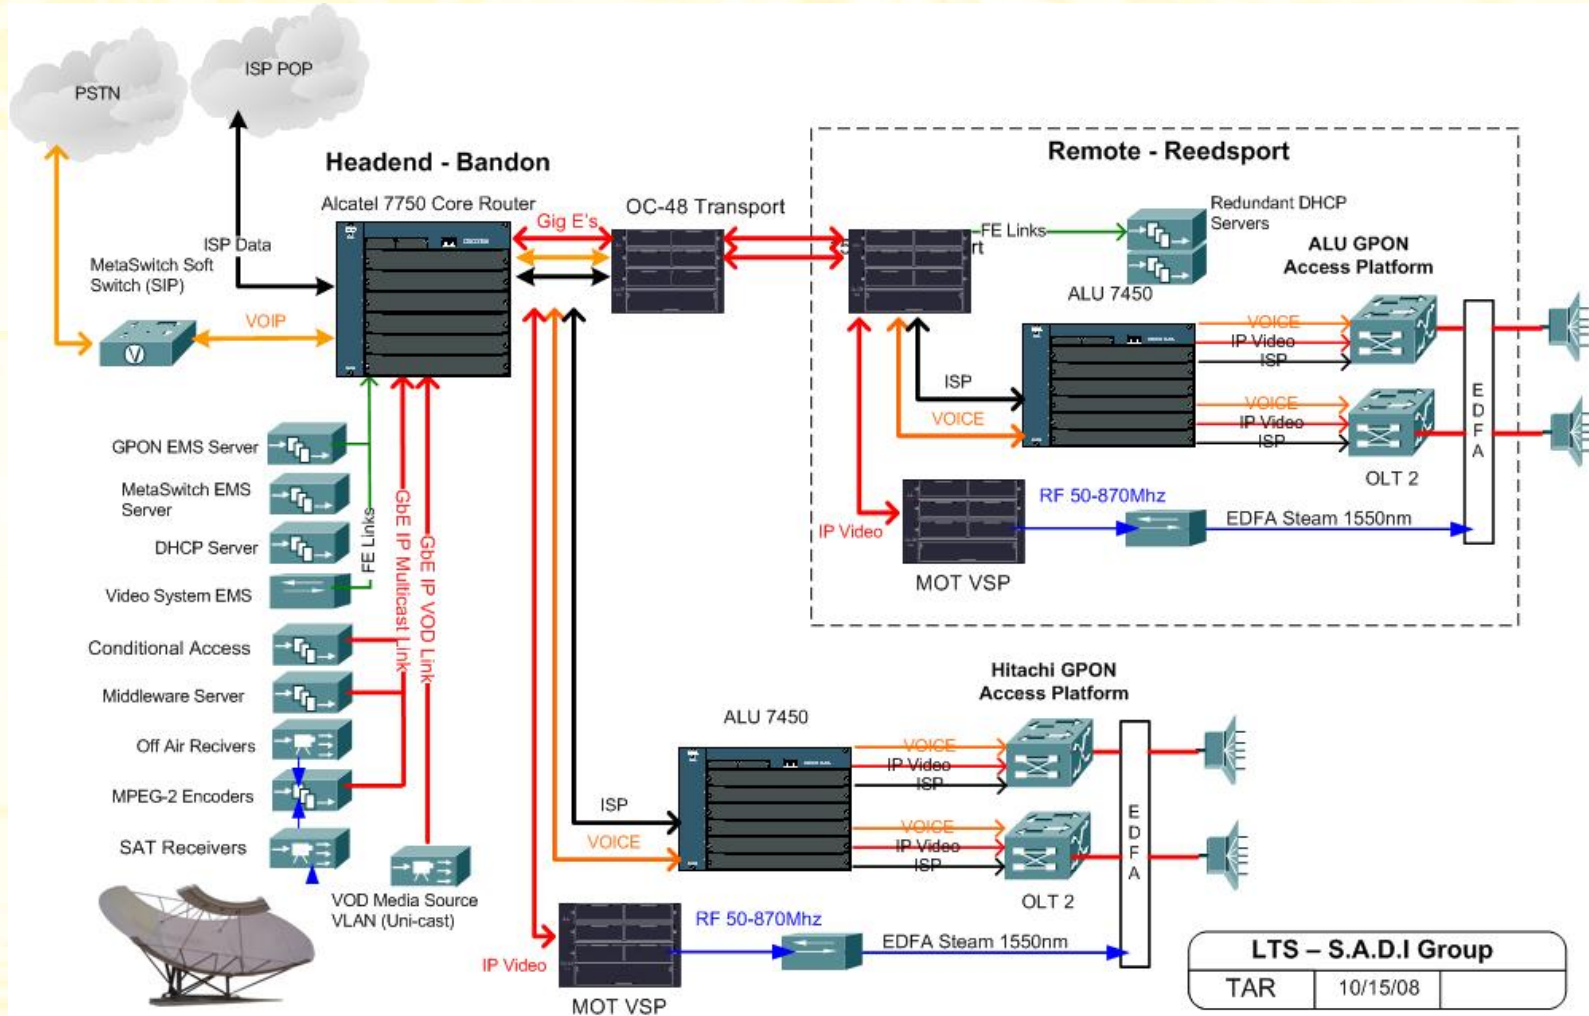 PSTN
ISP POP
Headend - Bandon
Alcatel 7750 Core Router
ISP Data
MetaSwitch Soft
Switch (SIP)
VOIP
Gig E's
OC-48 Transport
Remote - Reedsport
FE Links
Redundant DHCP
Servers
ALU 7450
ALU GPON
Access Platform
VOICE
IP Video
ISP
VOICE
IP Video
ISP
OLT 2
EDFA
ISP
VOICE
IP Video
MOT VSP
RF 50-870Mhz
EDFA Steam 1550nm
GPON EMS Server
MetaSwitch EMS
Server
DHCP Server
Video System EMS
Conditional Access
Middleware Server
Off Air Recivers
MPEG-2 Encoders
SAT Receivers
FE Links
GbE IP Multicast Link
GbE IP VOD Link
VOD Media Source
VLAN (Uni-cast)
ISP
VOICE
IP Video
MOT VSP
RF 50-870Mhz
EDFA Steam 1550nm
ALU 7450
Hitachi GPON
Access Platform
VOICE
IP Video
ISP
VOICE
IP Video
ISP
OLT 2
EDFA
LTS – S.A.D.I Group
TAR
10/15/08